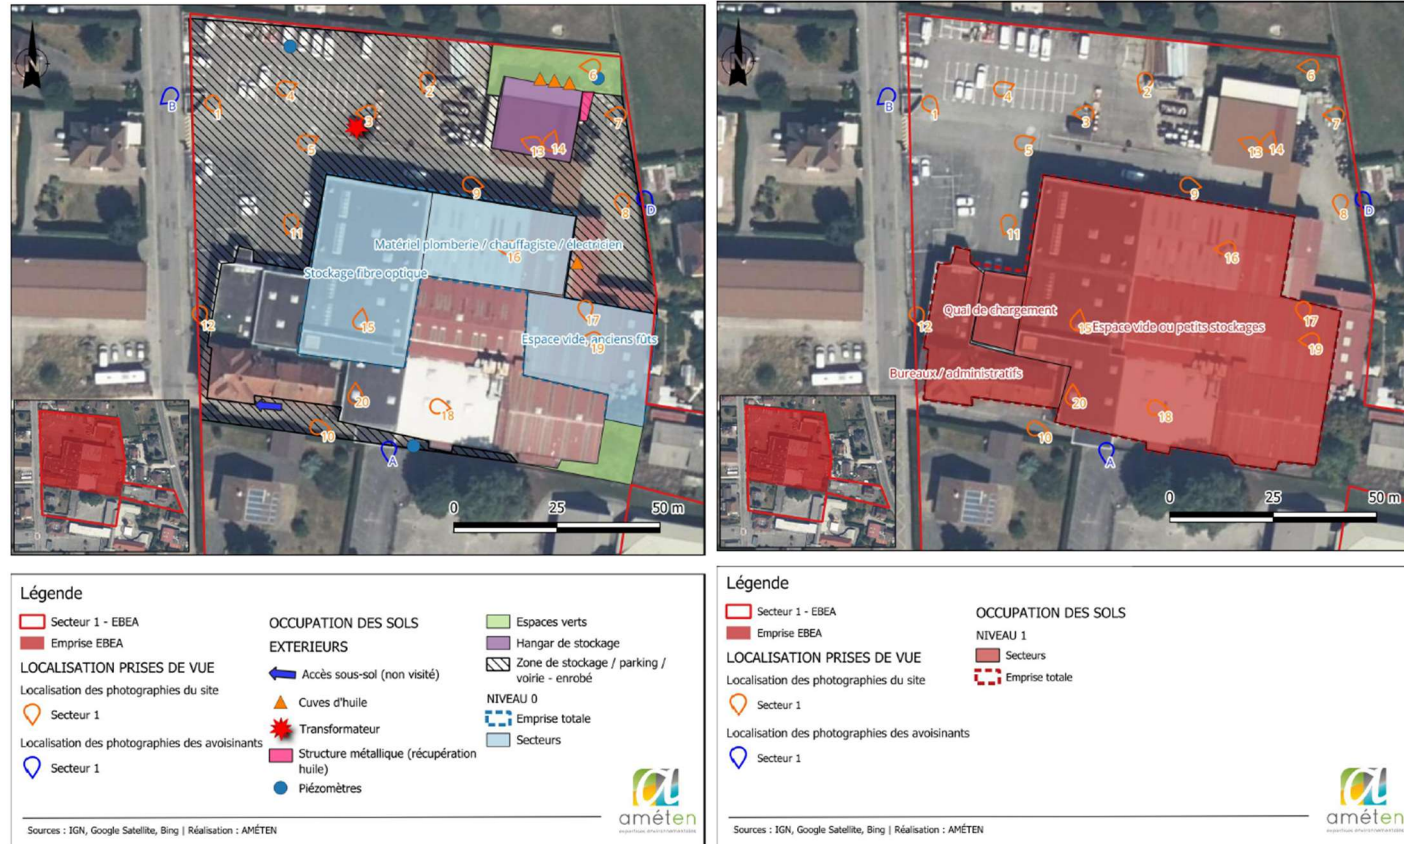 N
B
1
4
2
3
5
6
7
13
14
9
8
D
11
Matériel plomberie / chauffagiste / électricien
16
Stockage fibre optique
12
15
17
Espace vide, anciens fûts
19
20
18
10
A
0 25 50 m
Légende
Secteur 1 - EBEA
Emprise EBEA
LOCALISATION PRISES DE VUE
Localisation des photographies du site
Secteur 1
Localisation des photographies des avoisinants
Secteur 1
OCCUPATION DES SOLS
EXTERIEURS
Accès sous-sol (non visité)
Cuves d'huile
Transformateur
Structure métallique (récupération
huile)
Piézomètres
Espaces verts
Hangar de stockage
Zone de stockage / parking /
voirie - enrobé
NIVEAU 0
Emprise totale
Secteurs
améten
expertises environnementales
Sources : IGN, Google Satellite, Bing | Réalisation : AMÉTEN
N
B
1
4
2
3
5
6
7
13
14
9
8
D
11
16
12
Quai de chargement
15
Espace vide ou petits stockages
17
19
Bureaux / administratifs
20
18
10
A
0 25 50 m
Légende
Secteur 1 - EBEA
Emprise EBEA
LOCALISATION PRISES DE VUE
Localisation des photographies du site
Secteur 1
Localisation des photographies des avoisinants
Secteur 1
OCCUPATION DES SOLS
NIVEAU 1
Secteurs
Emprise totale
améten
expertises environnementales
Sources : IGN, Google Satellite, Bing | Réalisation : AMÉTEN